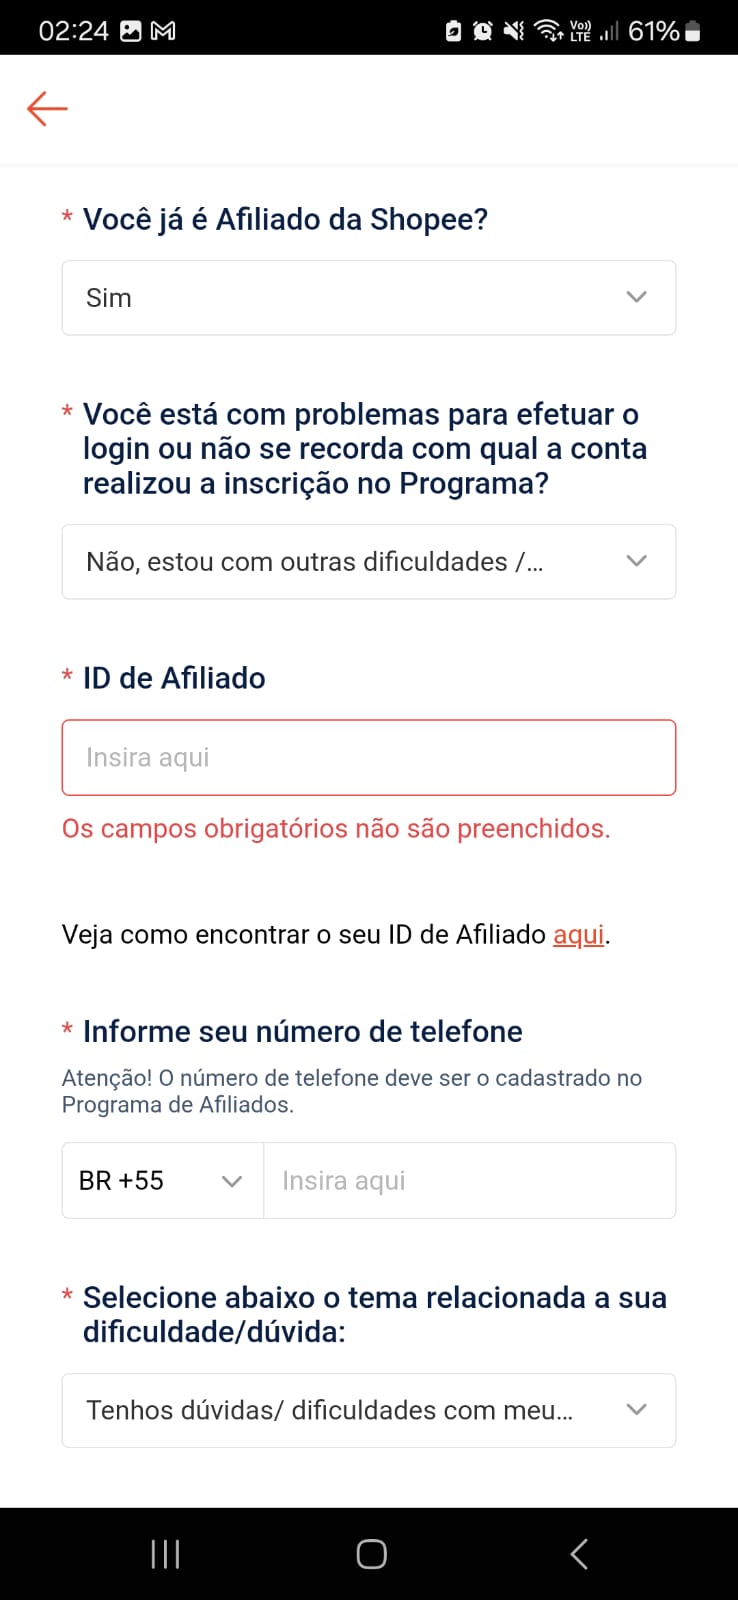 02:24
Vo))
LTE
61%
* Você já é Afiliado da Shopee?
Sim
* Você está com problemas para efetuar o
login ou não se recorda com qual a conta
realizou a inscrição no Programa?
Não, estou com outras dificuldades /...
* ID de Afiliado
Insira aqui
Os campos obrigatórios não são preenchidos.
Veja como encontrar o seu ID de Afiliado aqui.
* Informe seu número de telefone
Atenção! O número de telefone deve ser o cadastrado no
Programa de Afiliados.
BR +55
Insira aqui
* Selecione abaixo o tema relacionada a sua
dificuldade/dúvida:
Tenhos dúvidas/ dificuldades com meu...